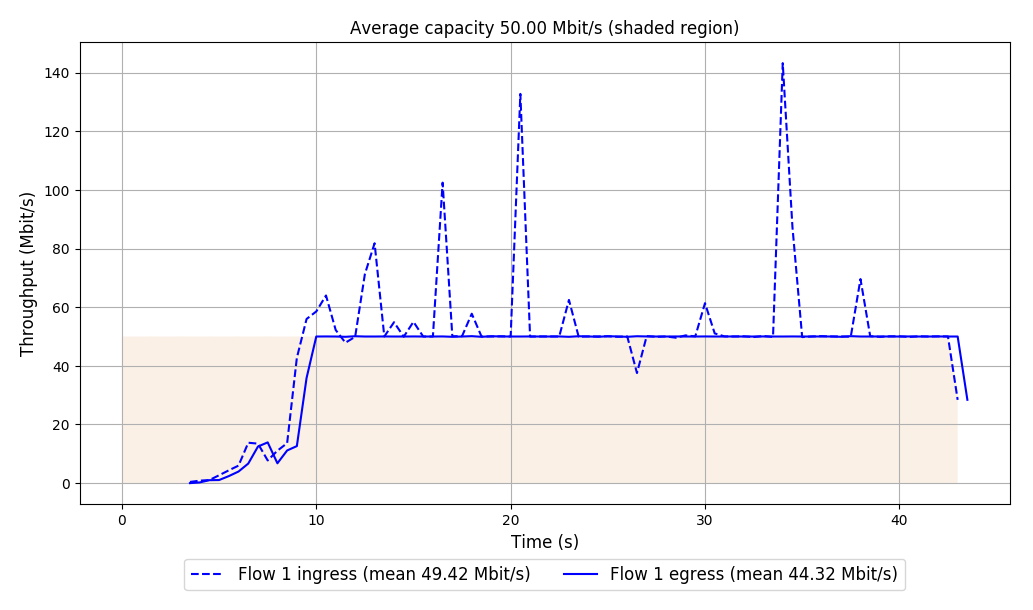 Average capacity 50.00 Mbit/s (shaded region)
Throughput (Mbit/s)
140
120
100
80
60
40
20
0
0 10 20 30 40
Time (s)
Flow 1 ingress (mean 49.42 Mbit/s) Flow 1 egress (mean 44.32 Mbit/s)